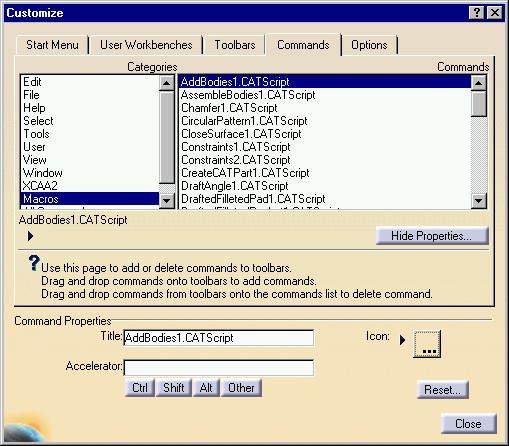 Customize
Start Menu
User Workbenches
Toolbars
Commands
Options
Categories
Commands
Edit
File
Help
Select
Tools
User
View
Window
XCAA2
Macros
AddBodies1.CATScript
AssembleBodies1.CATScript
Chamfer1.CATScript
CircularPattern1.CATScript
CloseSurface1.CATScript
Constraints1.CATScript
Constraints2.CATScript
CreateCATPart1.CATScript
DraftAngle1.CATScript
DraftedFilletedPad1.CATScript
AddBodies1.CATScript
Hide Properties...
Use this page to add or delete commands to toolbars.
Drag and drop commands onto toolbars to add commands.
Drag and drop commands from toolbars onto the commands list to delete command.
Command Properties
Title: AddBodies1.CATScript
Icon:
...
Accelerator:
Ctrl
Shift
Alt
Other
Reset...
Close